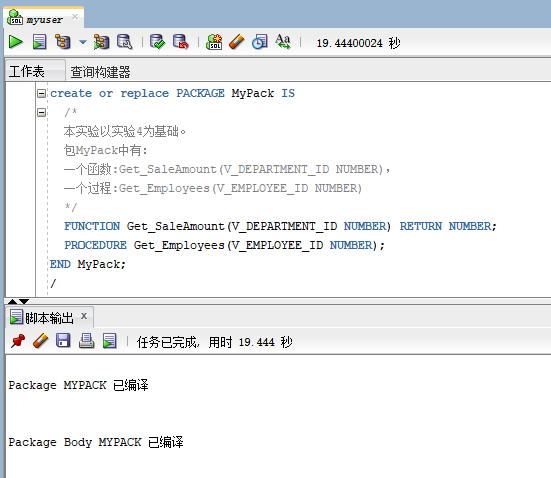 myuser
19.44400024 秒
工作表 查询构建器
create or replace PACKAGE MyPack IS
/*
本实验以实验4为基础。
包MyPack中有:
一个函数:Get_SaleAmount(V_DEPARTMENT_ID NUMBER),
一个过程:Get_Employees(V_EMPLOYEE_ID NUMBER)
*/
FUNCTION Get_SaleAmount(V_DEPARTMENT_ID NUMBER) RETURN NUMBER;
PROCEDURE Get_Employees(V_EMPLOYEE_ID NUMBER);
END MyPack;
/
脚本输出 x
任务已完成, 用时 19.444 秒
Package MYPACK 已编译
Package Body MYPACK 已编译